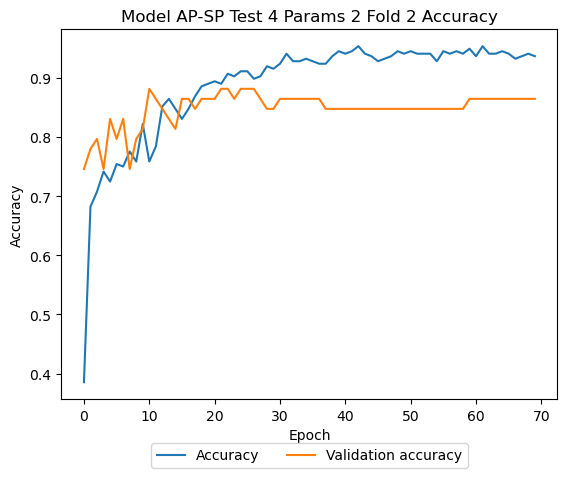 Model AP-SP Test 4 Params 2 Fold 2 Accuracy
0.9
0.8
0.7
0.6
0.5
0.4
Accuracy
0 10 20 30 40 50 60 70
Epoch
Accuracy Validation accuracy